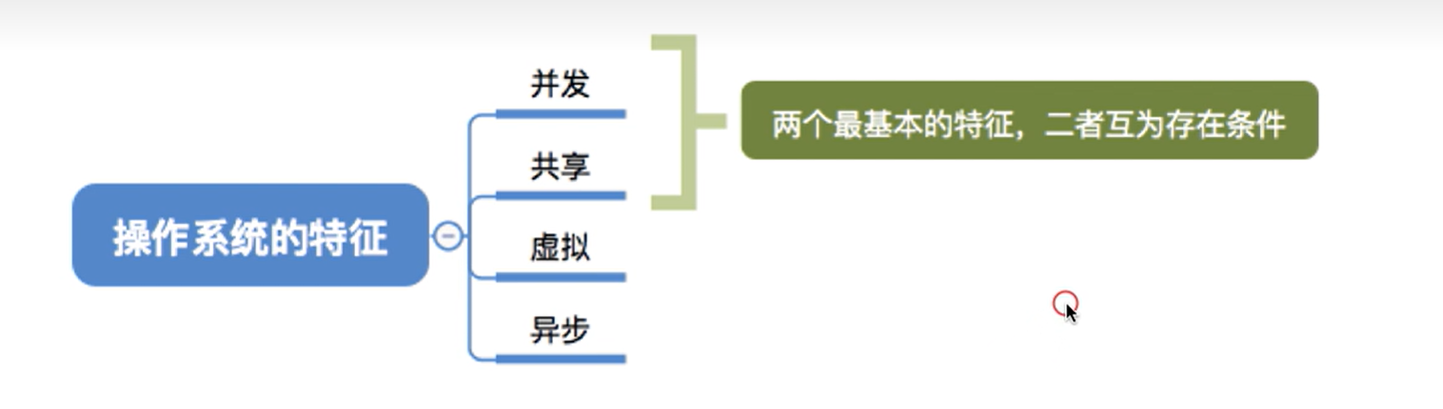 操作系统的特征
并发
共享
虚拟
异步
两个最基本的特征，二者互为存在条件